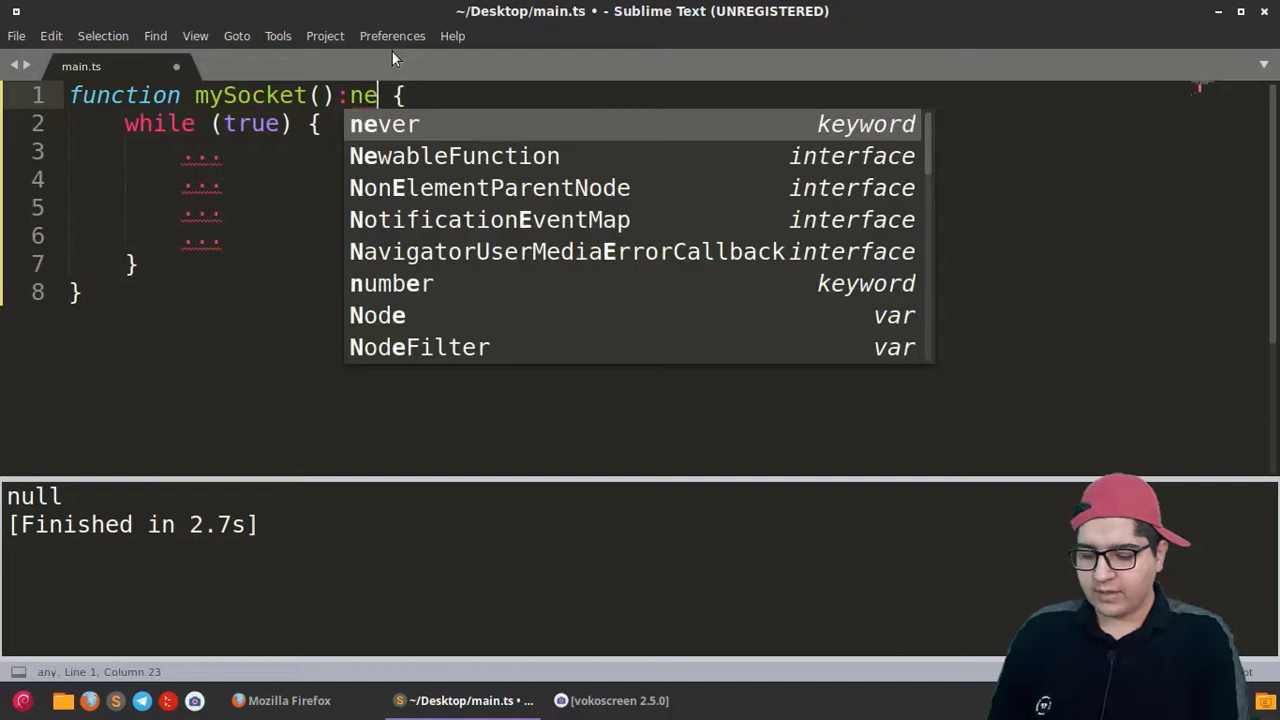 ~/Desktop/main.ts • - Sublime Text (UNREGISTERED)
File Edit Selection Find View Goto Tools Project Preferences Help
main.ts
1 function mySocket():ne {
2 while (true) {
3 ...
4 ...
5 ...
6 ...
7 }
8 }
never keyword
NewableFunction interface
NonElementParentNode interface
NotificationEventMap interface
NavigatorUserMediaErrorCallback interface
number keyword
Node var
NodeFilter var
null
[Finished in 2.7s]
any, Line 1, Column 23
Mozilla Firefox
~/Desktop/main.ts • ...
[vokoscreen 2.5.0]